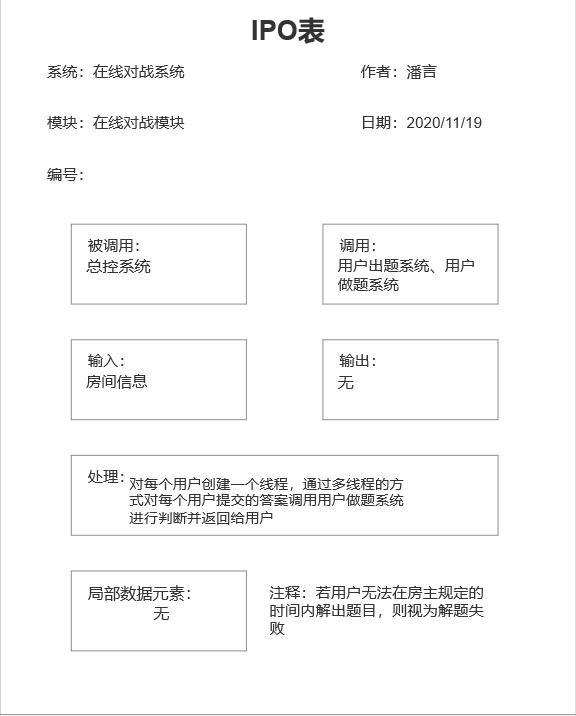 IPO表
系统：在线对战系统
作者：潘言
模块：在线对战模块
日期：2020/11/19
编号：
被调用：
总控系统
调用：
用户出题系统、用户
做题系统
输入：
房间信息
输出：
无
处理：
对每个用户创建一个线程，通过多线程的方
式对每个用户提交的答案调用用户做题系统
进行判断并返回给用户
局部数据元素：
无
注释：若用户无法在房主规定的
时间内解出题目，则视为解题失
败